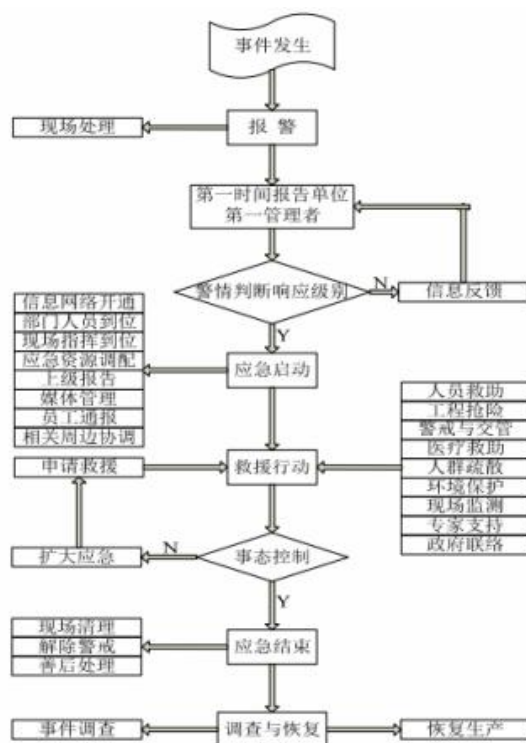 事件发生
报 警
现场处理
第一时间报告单位
第一管理者
警情判断响应级别
N
信息反馈
Y
信息网络开通
部门人员到位
现场指挥到位
应急资源调配
上级报告
媒体管理
员工通报
相关周边协调
应急启动
人员救助
工程抢险
警戒与交管
医疗救助
人群疏散
环境保护
现场监测
专家支持
政府联络
申请救援
救援行动
扩大应急
N
事态控制
Y
现场清理
解除警戒
善后处理
应急结束
事件调查
调查与恢复
恢复生产